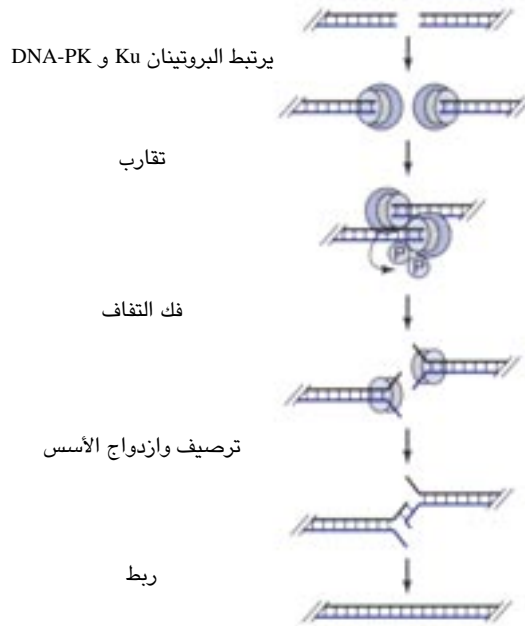 يرتبط البروتينان Ku و DNA-PK
تقارب
P
P
فك التفاف
ترصيف وازدواج الأسس
ربط